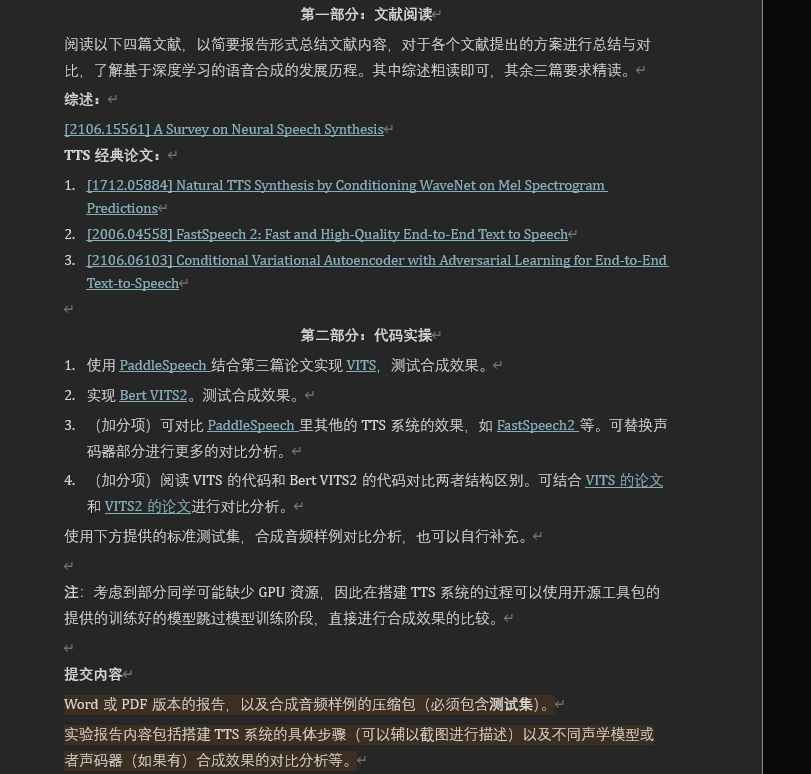 第一部分：文献阅读
阅读以下四篇文献，以简要报告形式总结文献内容，对于各个文献提出的方案进行总结与对
比，了解基于深度学习的语音合成的发展历程。其中综述粗读即可，其余三篇要求精读。
综述：
[2106.15561] A Survey on Neural Speech Synthesis
TTS 经典论文：
1. [1712.05884] Natural TTS Synthesis by Conditioning WaveNet on Mel Spectrogram
Predictions
2. [2006.04558] FastSpeech 2: Fast and High-Quality End-to-End Text to Speech
3. [2106.06103] Conditional Variational Autoencoder with Adversarial Learning for End-to-End
Text-to-Speech
第二部分：代码实操
1. 使用 PaddleSpeech 结合第三篇论文实现 VITS，测试合成效果。
2. 实现 Bert VITS2。测试合成效果。
3. （加分项）可对比 PaddleSpeech 里其他的 TTS 系统的效果，如 FastSpeech2 等。可替换声
码器部分进行更多的对比分析。
4. （加分项）阅读 VITS 的代码和 Bert VITS2 的代码对比两者结构区别。可结合 VITS 的论文
和 VITS2 的论文进行对比分析。
使用下方提供的标准测试集，合成音频样例对比分析，也可以自行补充。
注：考虑到部分同学可能缺少 GPU 资源，因此在搭建 TTS 系统的过程可以使用开源工具包的
提供的训练好的模型跳过模型训练阶段，直接进行合成效果的比较。
提交内容
Word 或 PDF 版本的报告，以及合成音频样例的压缩包（必须包含测试集）。
实验报告内容包括搭建 TTS 系统的具体步骤（可以辅以截图进行描述）以及不同声学模型或
者声码器（如果有）合成效果的对比分析等。